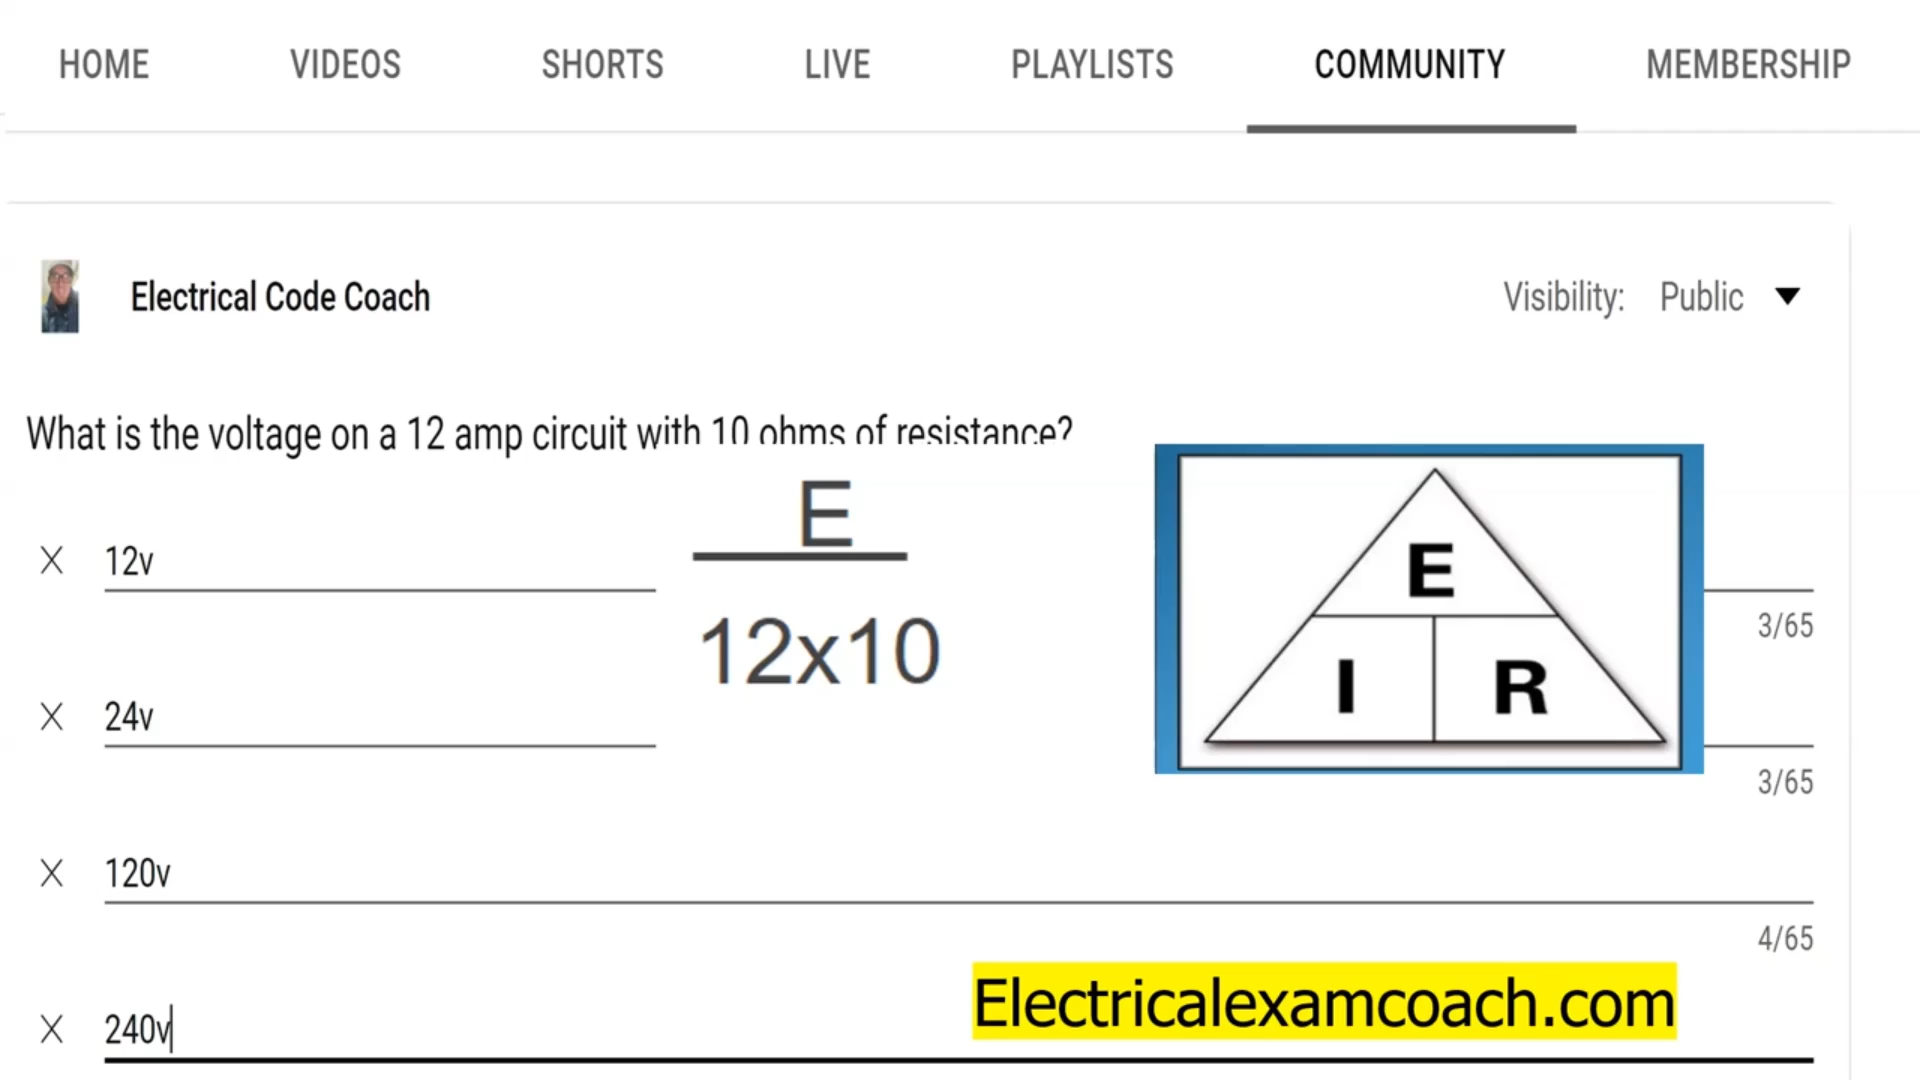 HOME VIDEOS SHORTS LIVE PLAYLISTS COMMUNITY MEMBERSHIP
Electrical Code Coach
Visibility: Public
What is the voltage on a 12 amp circuit with 10 ohms of resistance?
E
12x10
E
I R
X 12v
3/65
X 24v
3/65
X 120v
4/65
X 240v
Electricalexamcoach.com